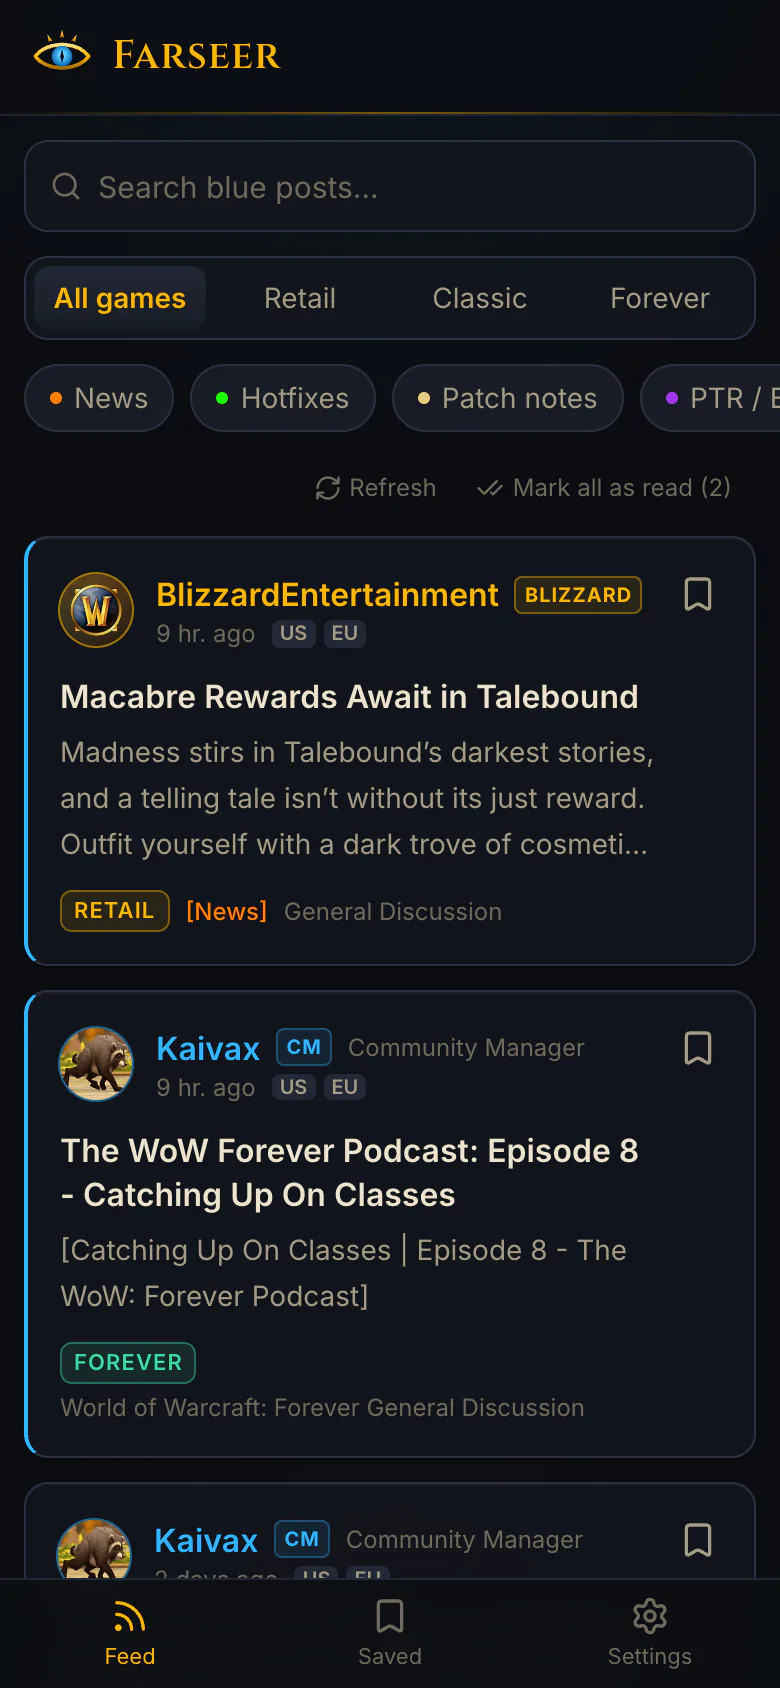 Farseer
Search blue posts...
All games
Retail
Classic
Forever
News
Hotfixes
Patch notes
PTR /
Refresh
Mark all as read (2)
BlizzardEntertainment BLIZZARD
9 hr. ago US EU
Macabre Rewards Await in Talebound
Madness stirs in Talebound’s darkest stories,
and a telling tale isn’t without its just reward.
Outfit yourself with a dark trove of cosmeti...
RETAIL [News] General Discussion
Kaivax CM Community Manager
9 hr. ago US EU
The WoW Forever Podcast: Episode 8
- Catching Up On Classes
[Catching Up On Classes | Episode 8 - The
WoW: Forever Podcast]
FOREVER
World of Warcraft: Forever General Discussion
Kaivax CM Community Manager
2 days ago US EU
Feed
Saved
Settings